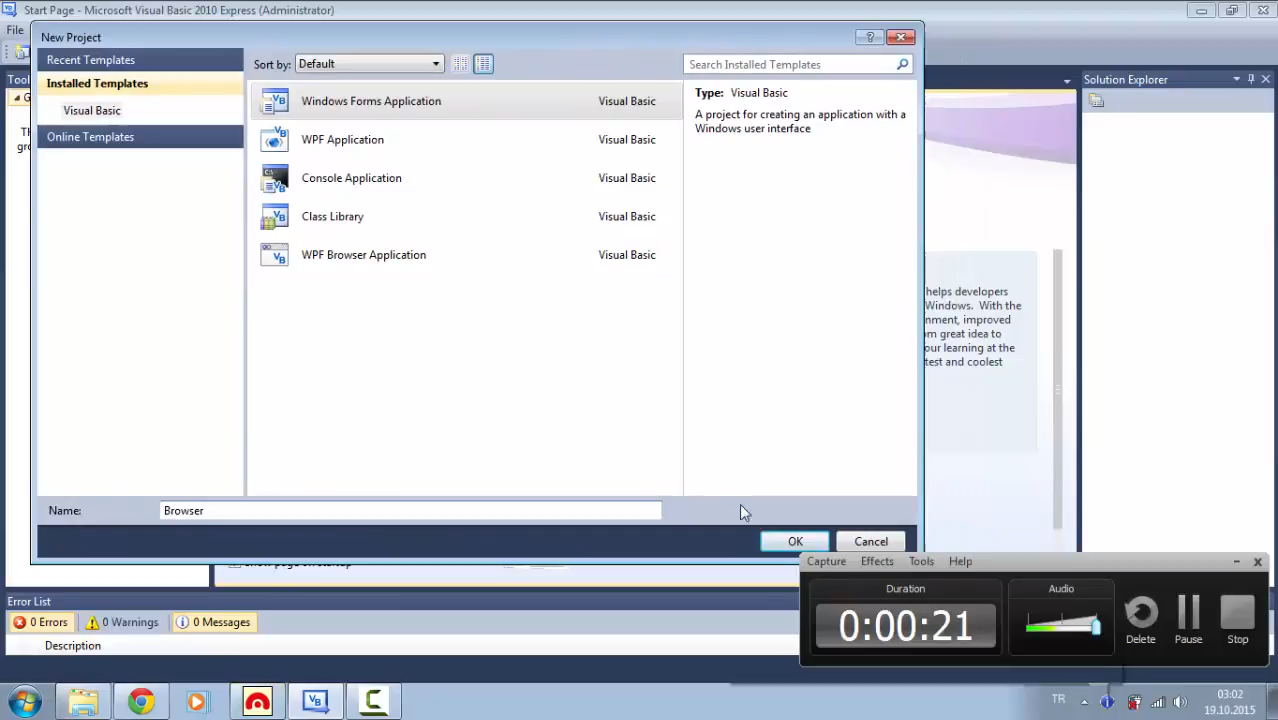 Start Page - Microsoft Visual Basic 2010 Express (Administrator)
File
New Project
Recent Templates
Installed Templates
Visual Basic
Online Templates
Sort by: Default
Search Installed Templates
Windows Forms Application Visual Basic
WPF Application Visual Basic
Console Application Visual Basic
Class Library Visual Basic
WPF Browser Application Visual Basic
Type: Visual Basic
A project for creating an application with a
Windows user interface
Name: Browser
OK Cancel
Solution Explorer
helps developers
Windows. With the
nment, improved
m great idea to
our learning at the
test and coolest
Error List
0 Errors 0 Warnings 0 Messages
Description
Capture Effects Tools Help
Duration
0:00:21
Audio
Delete Pause Stop
TR
03:02
19.10.2015